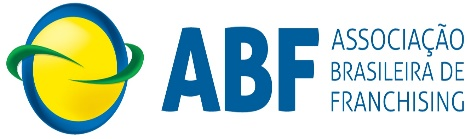 ABF
ASSOCIAÇÃO
BRASILEIRA DE
FRANCHISING